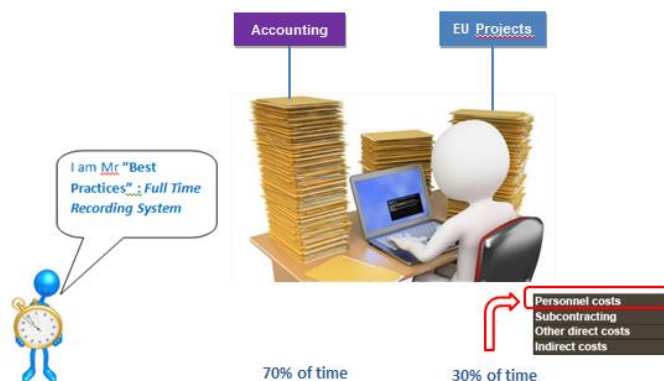 Accounting
EU Projects
I am Mr “Best
Practices” : Full Time
Recording System
Personnel costs
Subcontracting
Other direct costs
Indirect costs
70% of time
30% of time